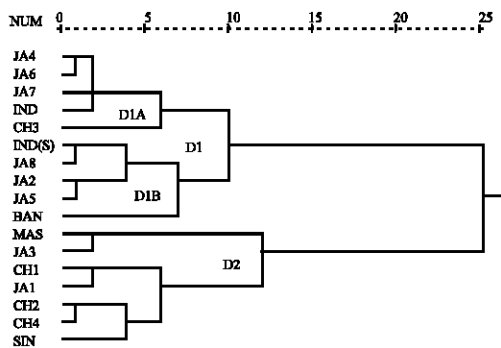 NUM 0 5 10 15 20 25
JA4
JA6
JA7
IND
D1A
CH3
IND(S)
D1
JA8
JA2
D1B
JA5
BAN
MAS
JA3
D2
CH1
JA1
CH2
CH4
SIN